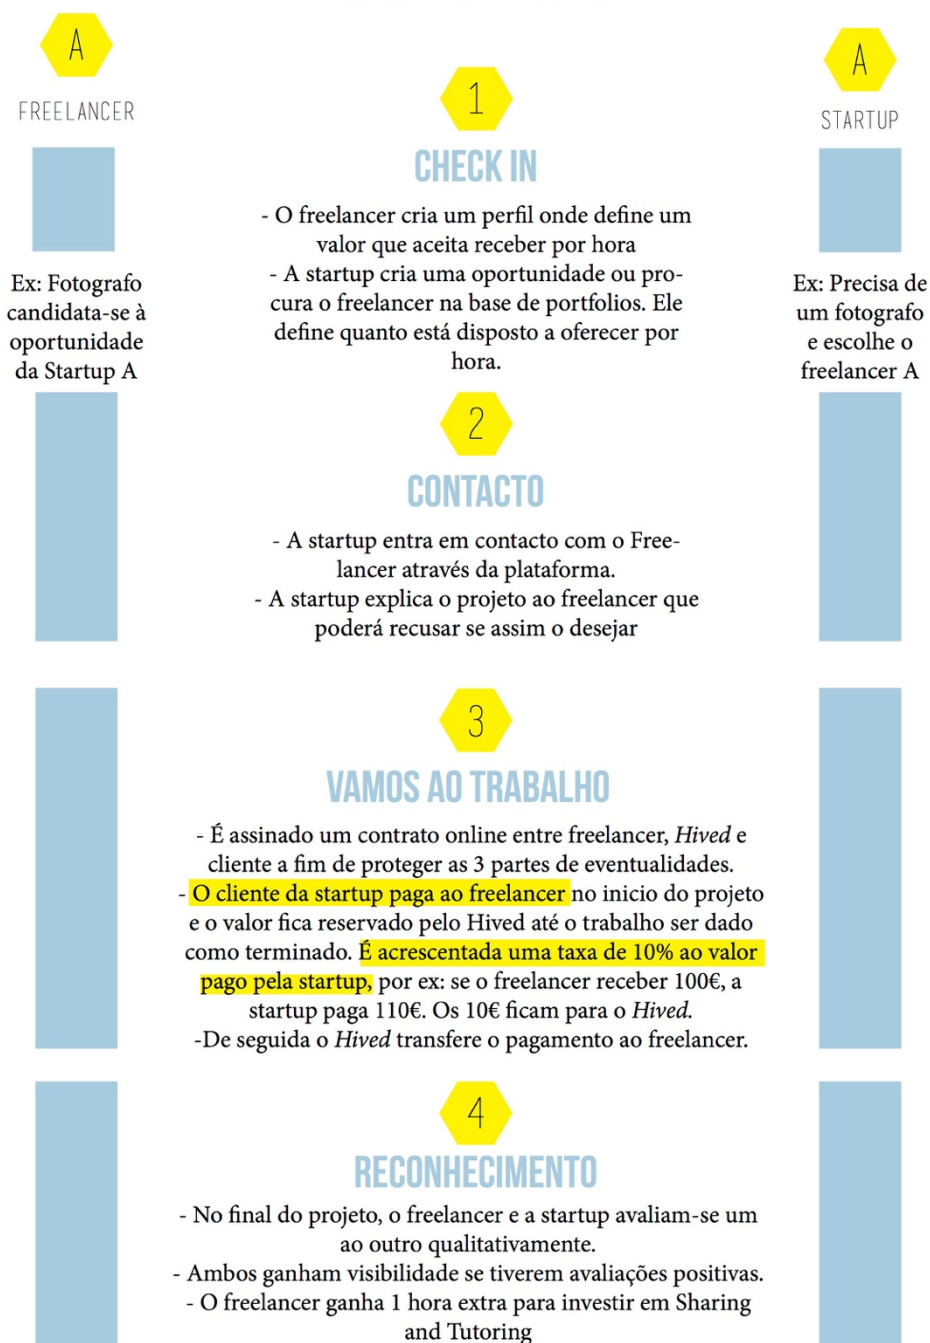 A
FREELANCER
Ex: Fotografo
candidata-se à
oportunidade
da Startup A
A
STARTUP
Ex: Precisa de
um fotografo
e escolhe o
freelancer A
1
CHECK IN
- O freelancer cria um perfil onde define um
valor que aceita receber por hora
- A startup cria uma oportunidade ou pro-
cura o freelancer na base de portfolios. Ele
define quanto está disposto a oferecer por
hora.
2
CONTACTO
- A startup entra em contacto com o Free-
lancer através da plataforma.
- A startup explica o projeto ao freelancer que
poderá recusar se assim o desejar
3
VAMOS AO TRABALHO
- É assinado um contrato online entre freelancer, Hived e
cliente a fim de proteger as 3 partes de eventualidades.
- O cliente da startup paga ao freelancer no inicio do projeto
e o valor fica reservado pelo Hived até o trabalho ser dado
como terminado. É acrescentada uma taxa de 10% ao valor
pago pela startup, por ex: se o freelancer receber 100€, a
startup paga 110€. Os 10€ ficam para o Hived.
-De seguida o Hived transfere o pagamento ao freelancer.
4
RECONHECIMENTO
- No final do projeto, o freelancer e a startup avaliam-se um
ao outro qualitativamente.
- Ambos ganham visibilidade se tiverem avaliações positivas.
- O freelancer ganha 1 hora extra para investir em Sharing
and Tutoring